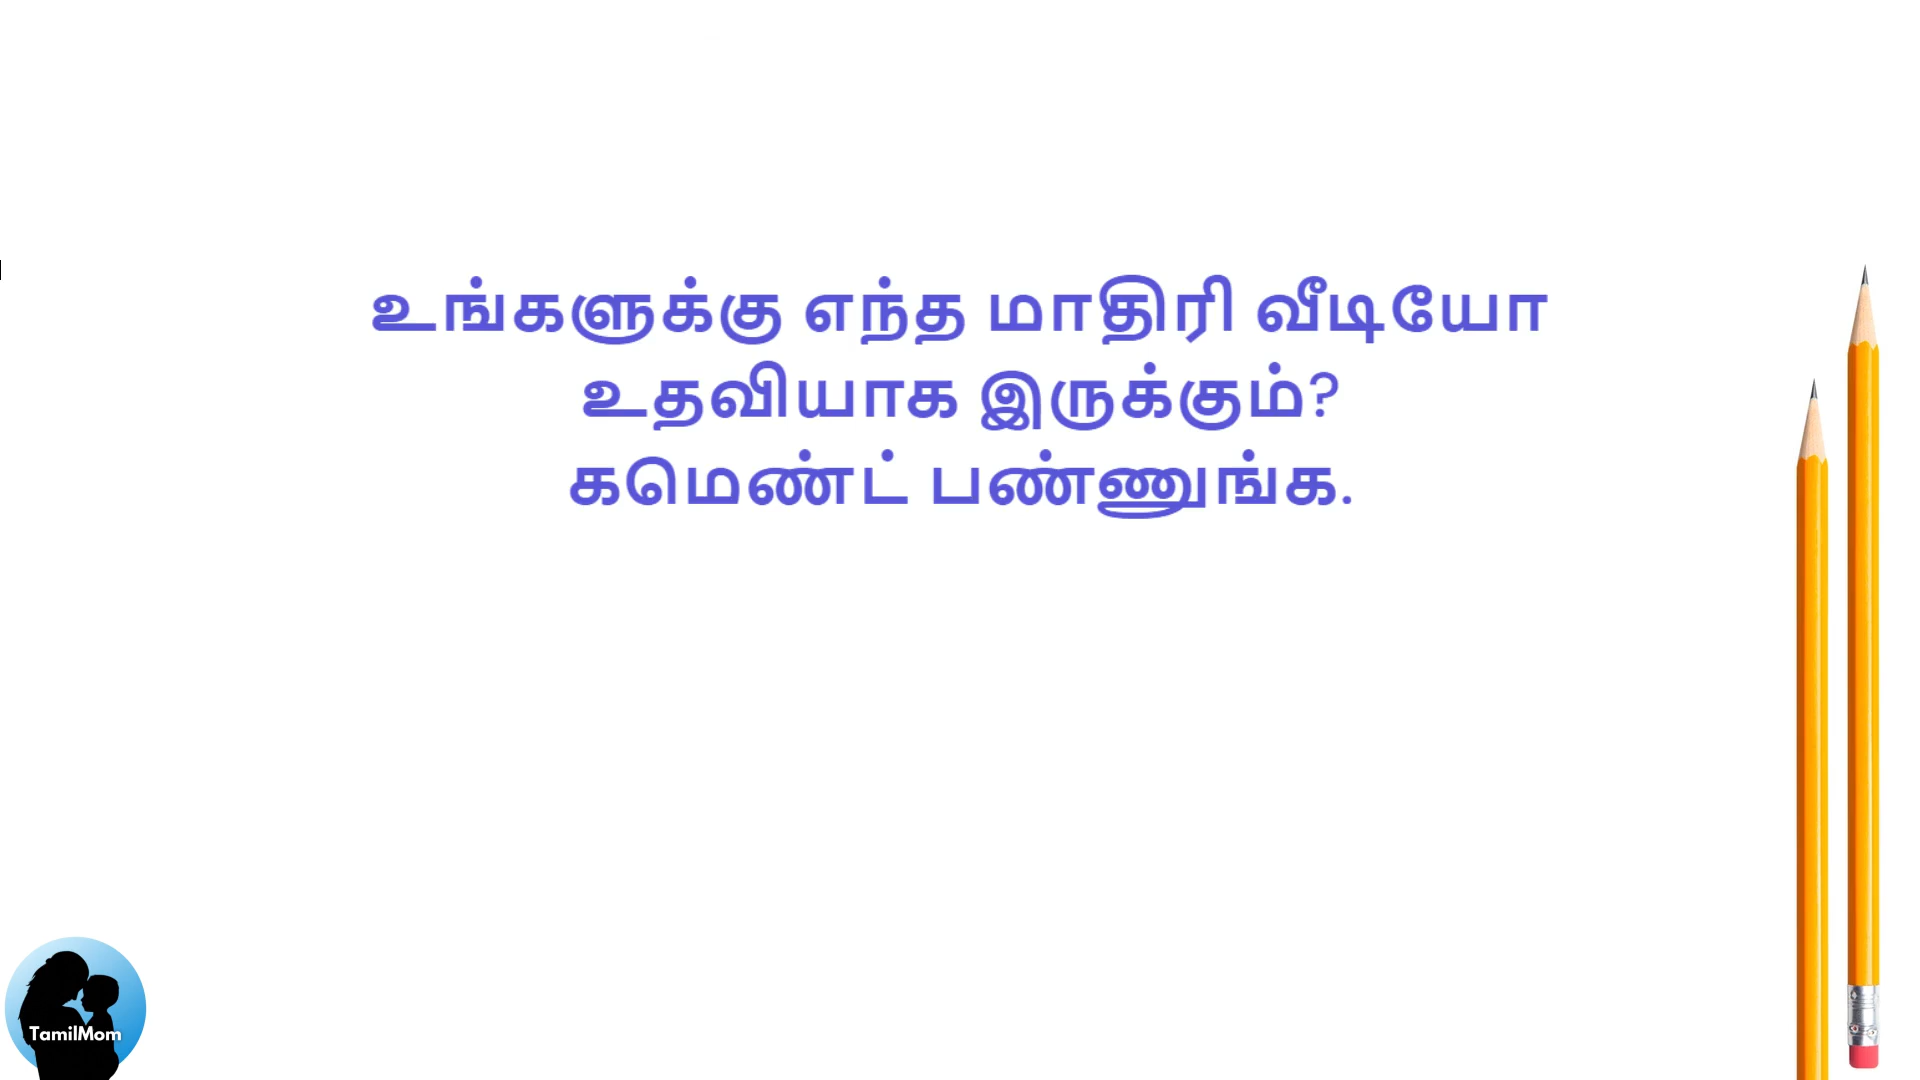 உங்களுக்கு எந்த மாதிரி வீடியோ
உதவியாக இருக்கும்?
கமெண்ட் பண்ணுங்க.
TamilMom